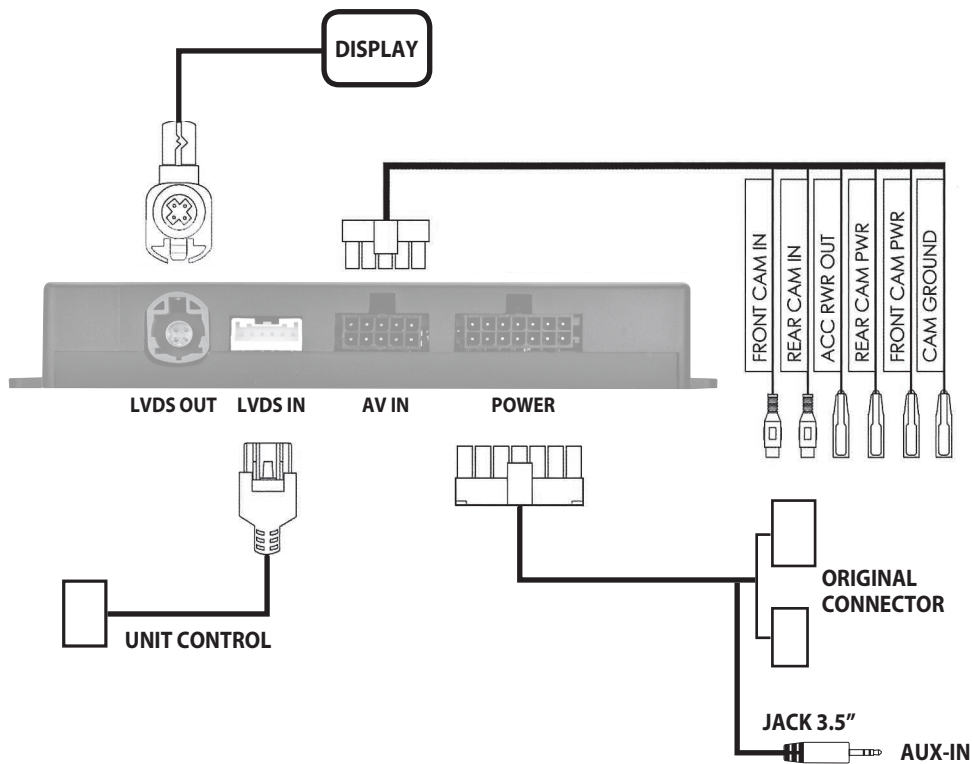 DISPLAY
FRONT CAM IN
REAR CAM IN
ACC RWR OUT
REAR CAM PWR
FRONT CAM PWR
CAM GROUND
LVDS OUT
LVDS IN
AV IN
POWER
UNIT CONTROL
ORIGINAL
CONNECTOR
JACK 3.5”
AUX-IN